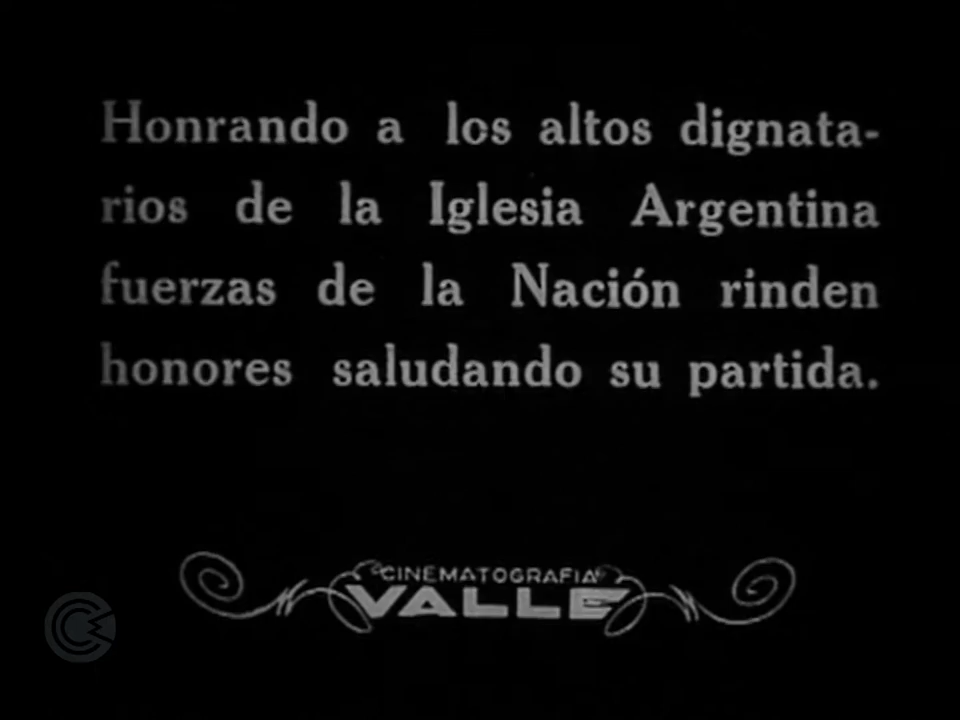 Honrando a los altos dignata-
rios de la Iglesia Argentina
fuerzas de la Nación rinden
honores saludando su partida.
CINEMATOGRAFIA
VALLE